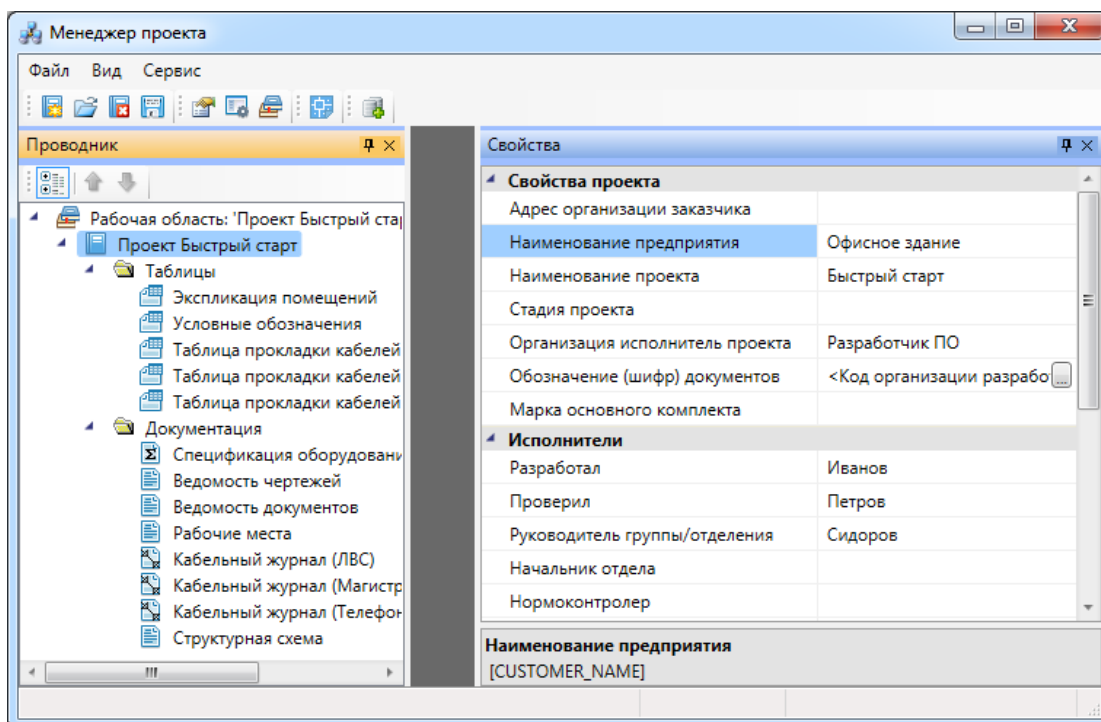 Менеджер проекта
Файл Вид Сервис
Проводник
Рабочая область: 'Проект Быстрый стар
Проект Быстрый старт
Таблицы
Экспликация помещений
Условные обозначения
Таблица прокладки кабелей
Таблица прокладки кабелей
Таблица прокладки кабелей
Документация
Спецификация оборудовани
Ведомость чертежей
Ведомость документов
Рабочие места
Кабельный журнал (ЛВС)
Кабельный журнал (Магистр
Кабельный журнал (Телефон
Структурная схема
Свойства
Свойства проекта
Адрес организации заказчика
Наименование предприятия Офисное здание
Наименование проекта Быстрый старт
Стадия проекта
Организация исполнитель проекта Разработчик ПО
Обозначение (шифр) документов <Код организации разрабо ...
Марка основного комплекта
Исполнители
Разработал Иванов
Проверил Петров
Руководитель группы/отделения Сидоров
Начальник отдела
Нормоконтролер
Наименование предприятия
[CUSTOMER_NAME]